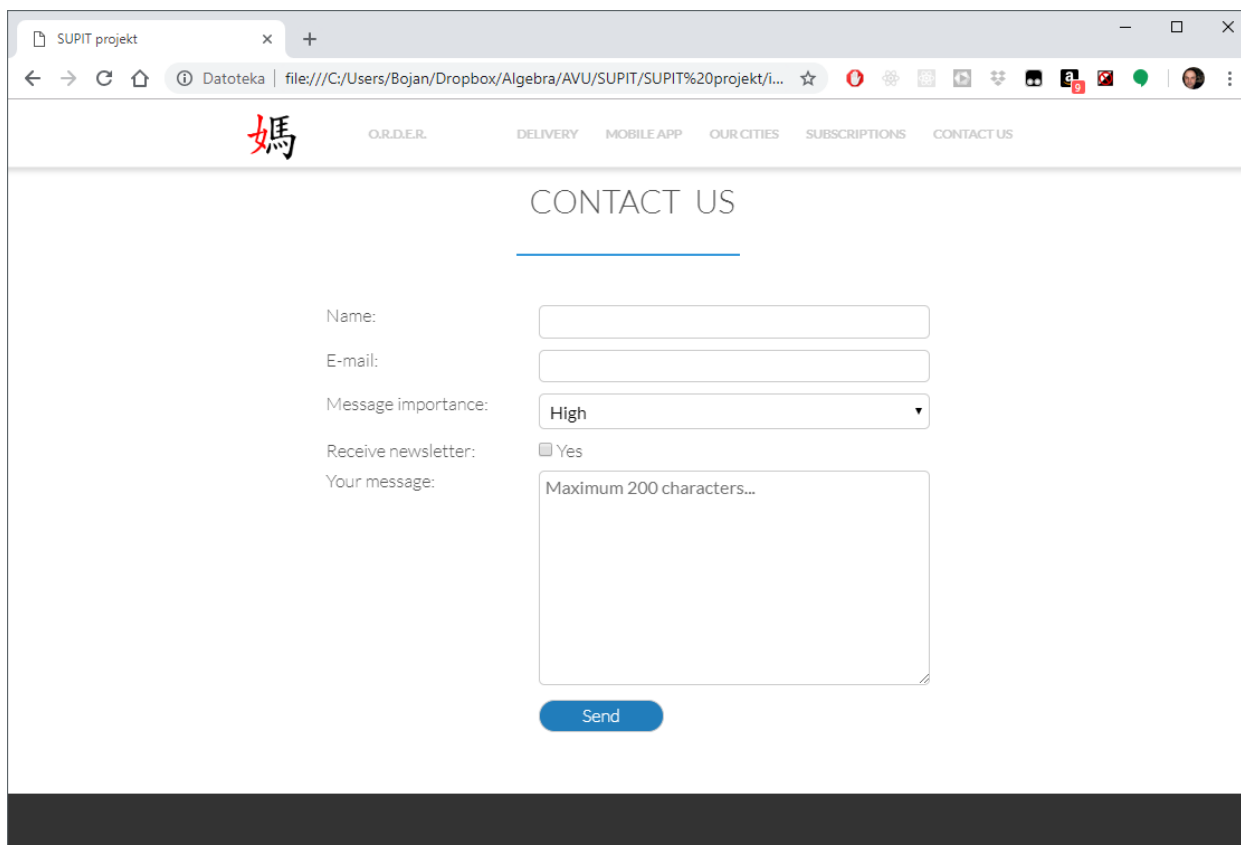 SUPIT projekt
Datoteka | file:///C:/Users/Bojan/Dropbox/Algebra/AVU/SUPIT/SUPIT%20projekt/i...
9
媽 O.R.D.E.R. DELIVERY MOBILE APP OUR CITIES SUBSCRIPTIONS CONTACT US
CONTACT US
Name:
E-mail:
Message importance: High
Receive newsletter: Yes
Your message: Maximum 200 characters...
Send